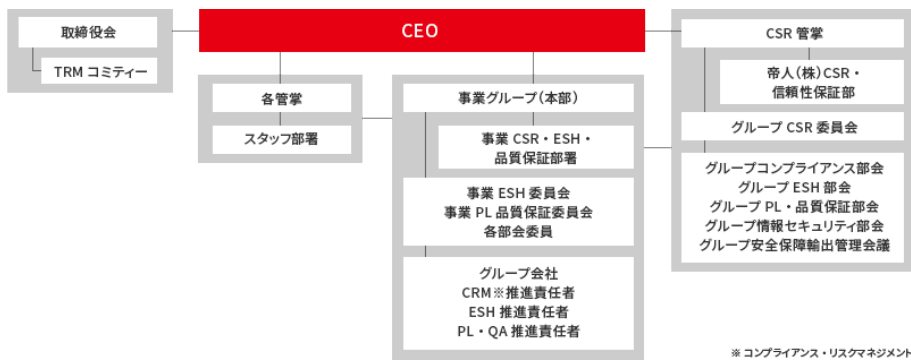 取締役会
TRM コミティー
CEO
各管掌
スタッフ部署
事業グループ（本部）
事業 CSR・ESH・
品質保証部署
事業 ESH 委員会
事業 PL 品質保証委員会
各部会委員
グループ会社
CRM※推進責任者
ESH 推進責任者
PL・QA 推進責任者
CSR 管掌
帝人（株）CSR・
信頼性保証部
グループ CSR 委員会
グループコンプライアンス部会
グループ ESH 部会
グループ PL・品質保証部会
グループ情報セキュリティ部会
グループ安全保障輸出管理会議
※ コンプライアンス・リスクマネジメント